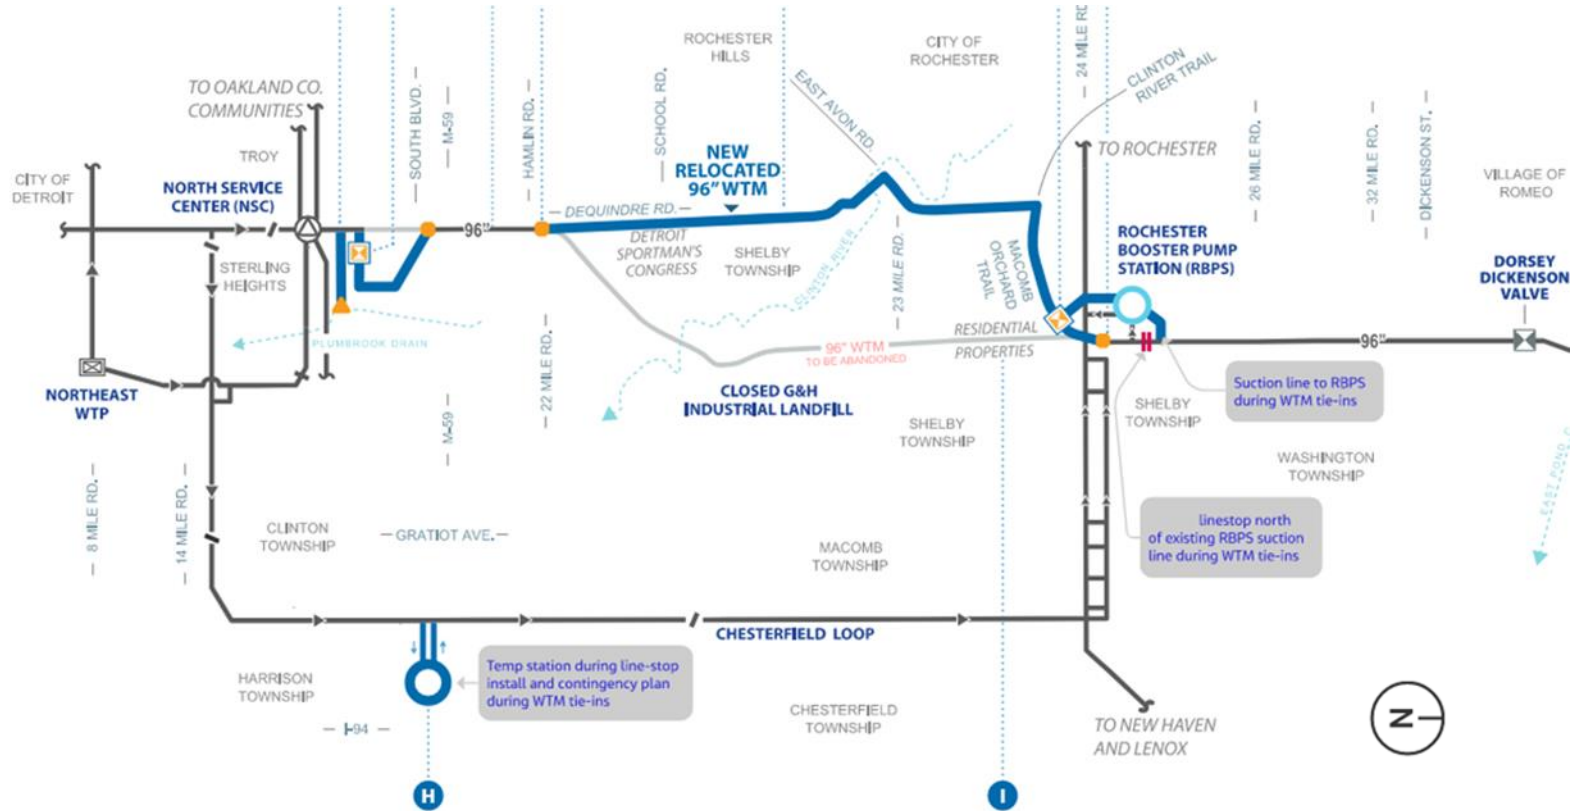 ROCHESTER
HILLS
CITY OF
ROCHESTER
24 MILE RD.
CLINTON
RIVER TRAIL
TO OAKLAND CO.
COMMUNITIES
SOUTH BLVD.
M-59
HAMLIN RD.
SCHOOL RD.
EAST AVON RD.
TROY
NEW
RELOCATED
96" WTM
TO ROCHESTER
26 MILE RD.
32 MILE RD.
DICKENSON ST.
VILLAGE OF
ROMEO
CITY OF
DETROIT
NORTH SERVICE
CENTER (NSC)
DEQUINDRE RD.
96"
DETROIT
SPORTMAN'S
CONGRESS
SHELBY
TOWNSHIP
CLINTON RIVER
23 MILE RD.
MACOMB
ORCHARD
TRAIL
ROCHESTER
BOOSTER PUMP
STATION (RBPS)
DORSEY
DICKENSON
VALVE
STERLING
HEIGHTS
PLUMBROOK DRAIN
22 MILE RD.
96" WTM
TO BE ABANDONED
RESIDENTIAL
PROPERTIES
96"
NORTHEAST
WTP
CLOSED G&H
INDUSTRIAL LANDFILL
Suction line to RBPS
during WTM tie-ins
SHELBY
TOWNSHIP
M-59
SHELBY
TOWNSHIP
WASHINGTON
TOWNSHIP
8 MILE RD.
14 MILE RD.
CLINTON
TOWNSHIP
GRATIOT AVE.
MACOMB
TOWNSHIP
linestop north
of existing RBPS suction
line during WTM tie-ins
EAST POND
CHESTERFIELD LOOP
HARRISON
TOWNSHIP
Temp station during line-stop
install and contingency plan
during WTM tie-ins
I-94
CHESTERFIELD
TOWNSHIP
TO NEW HAVEN
AND LENOX
N
H
I